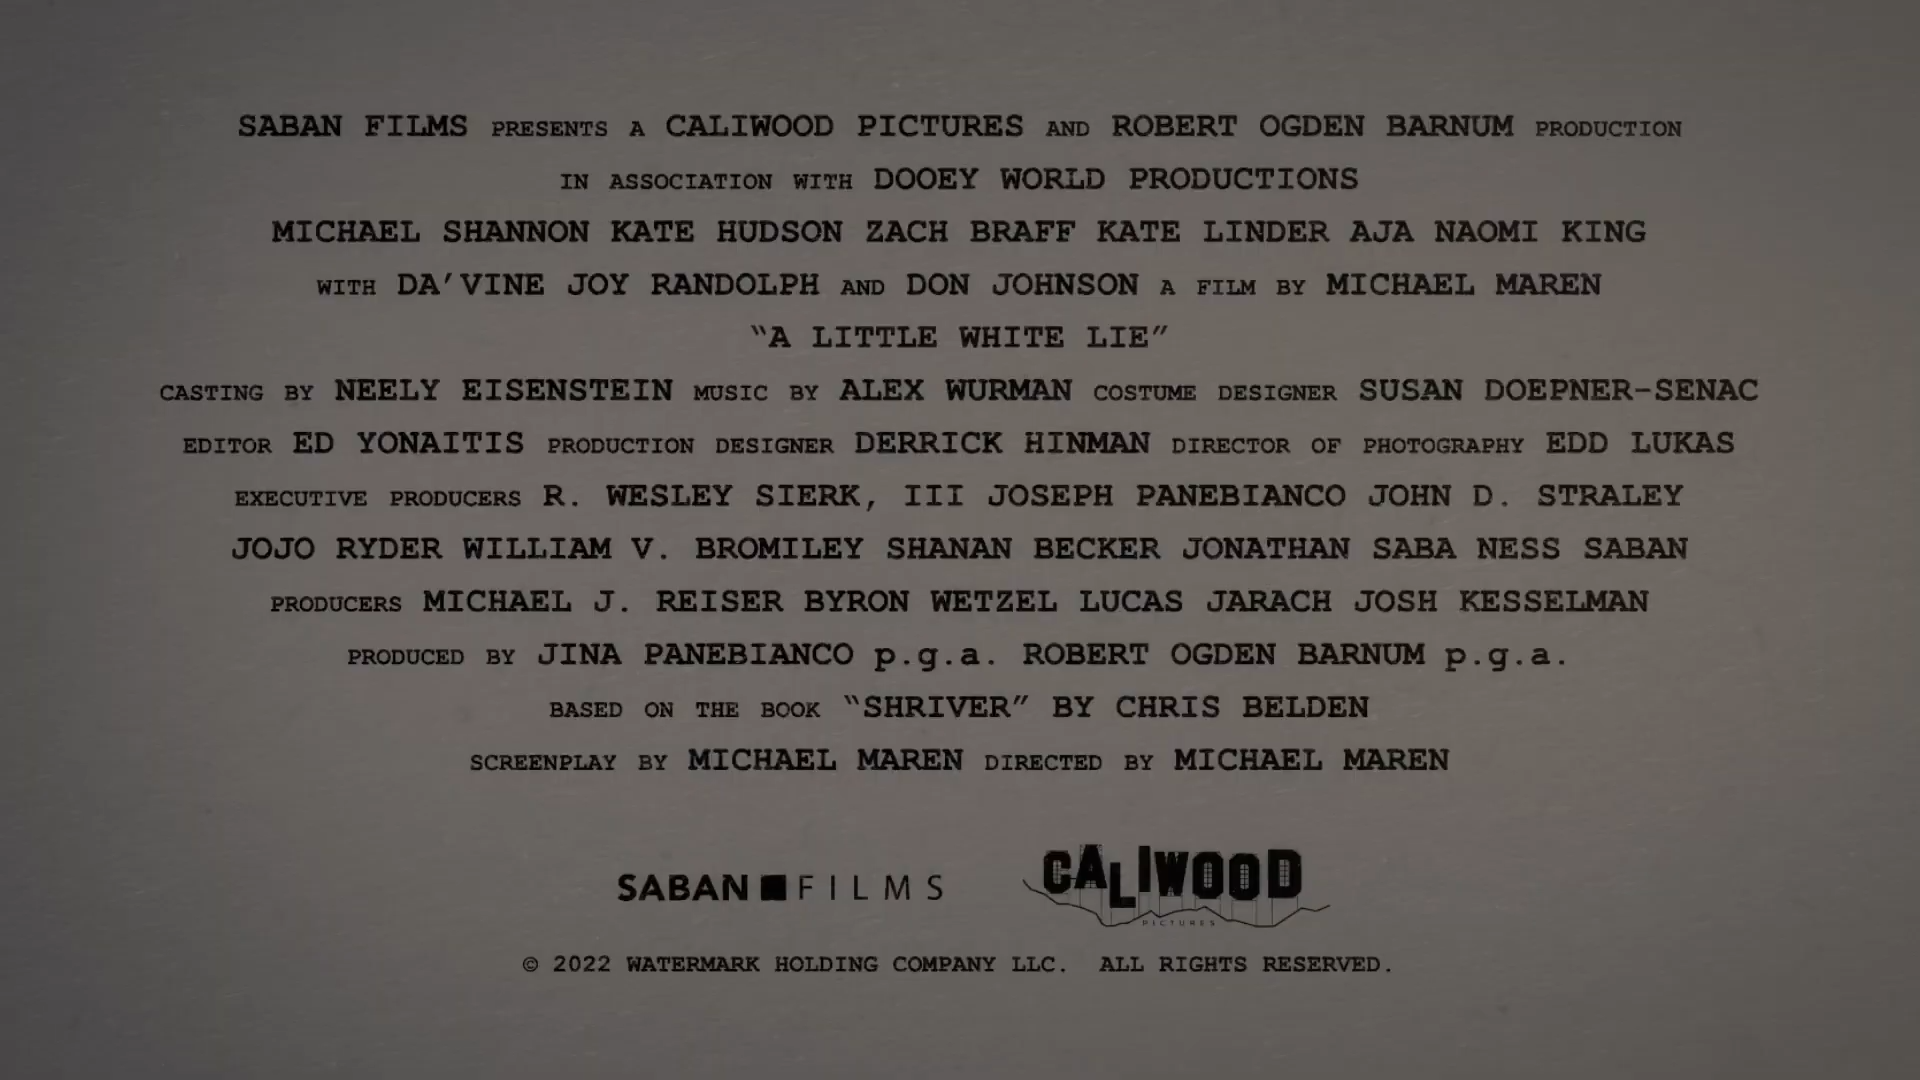 SABAN FILMS PRESENTS A CALIWOOD PICTURES AND ROBERT OGDEN BARNUM PRODUCTION
IN ASSOCIATION WITH DOOEY WORLD PRODUCTIONS
MICHAEL SHANNON KATE HUDSON ZACH BRAFF KATE LINDER AJA NAOMI KING
WITH DA'VINE JOY RANDOLPH AND DON JOHNSON A FILM BY MICHAEL MAREN
"A LITTLE WHITE LIE"
CASTING BY NEELY EISENSTEIN MUSIC BY ALEX WURMAN COSTUME DESIGNER SUSAN DOEPNER-SENAC
EDITOR ED YONAITIS PRODUCTION DESIGNER DERRICK HINMAN DIRECTOR OF PHOTOGRAPHY EDD LUKAS
EXECUTIVE PRODUCERS R. WESLEY SIERK, III JOSEPH PANEBIANCO JOHN D. STRALEY
JOJO RYDER WILLIAM V. BROMILEY SHANAN BECKER JONATHAN SABA NESS SABAN
PRODUCERS MICHAEL J. REISER BYRON WETZEL LUCAS JARACH JOSH KESSELMAN
PRODUCED BY JINA PANEBIANCO p.g.a. ROBERT OGDEN BARNUM p.g.a.
BASED ON THE BOOK "SHRIVER" BY CHRIS BELDEN
SCREENPLAY BY MICHAEL MAREN DIRECTED BY MICHAEL MAREN
SABAN FILMS
CALIWOOD
PICTURES
© 2022 WATERMARK HOLDING COMPANY LLC. ALL RIGHTS RESERVED.